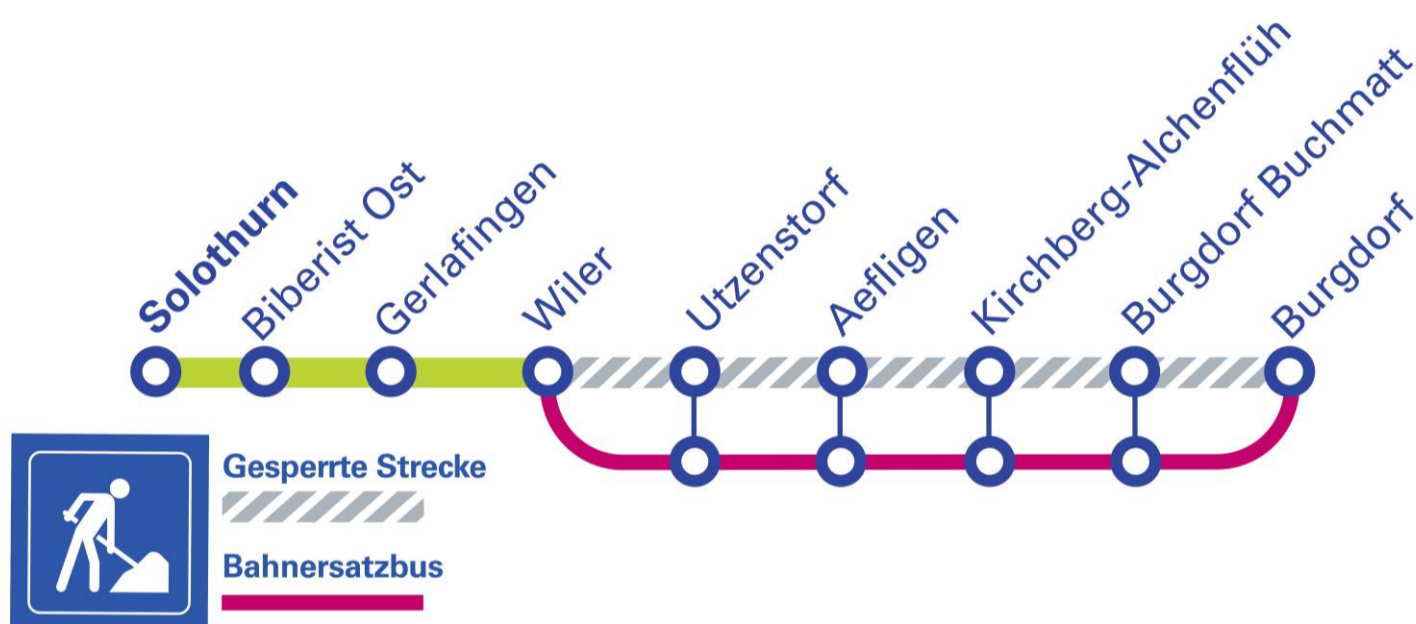 Solothurn
Biberist Ost
Gerlafingen
Wiler
Utzenstorf
Aefligen
Kirchberg-Alchenflüh
Burgdorf Buchmatt
Burgdorf
Gesperrte Strecke
Bahnersatzbus